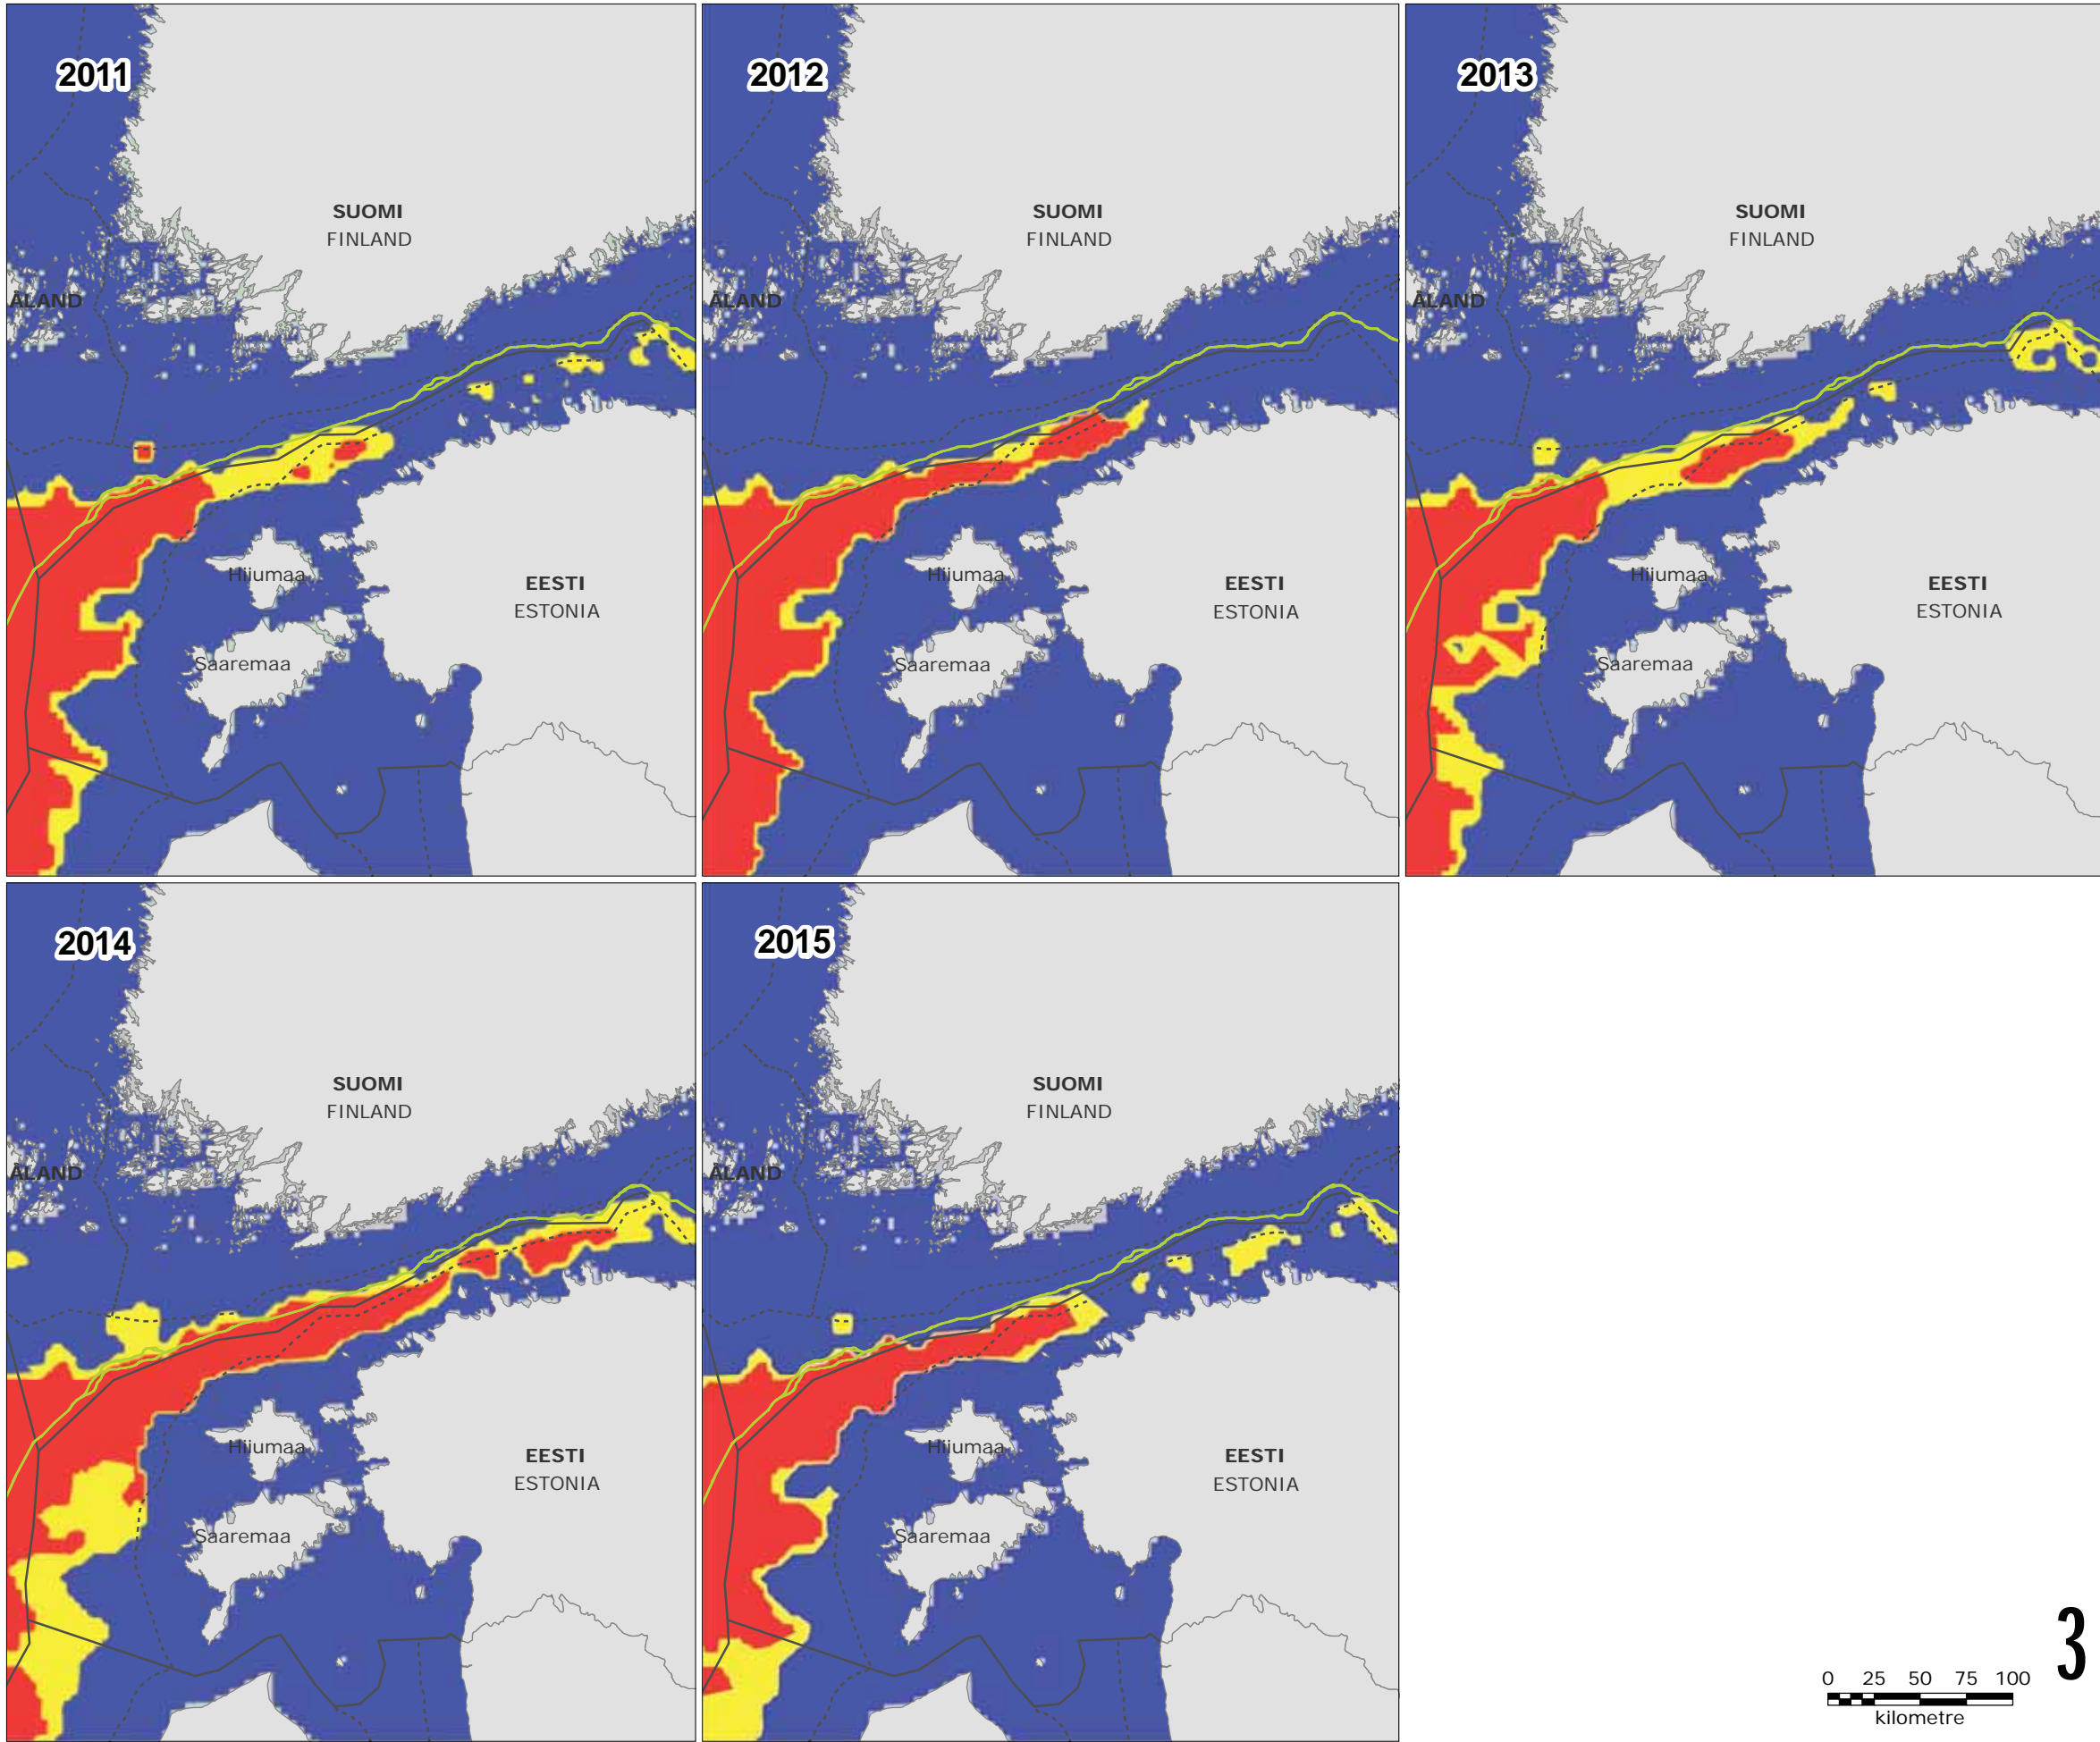 2011
SUOMI
FINLAND
ÅLAND
Hiiumaa
Saaremaa
EESTI
ESTONIA
2012
SUOMI
FINLAND
ÅLAND
Hiiumaa
Saaremaa
EESTI
ESTONIA
2013
SUOMI
FINLAND
ÅLAND
Hiiumaa
Saaremaa
EESTI
ESTONIA
2014
SUOMI
FINLAND
ÅLAND
Hiiumaa
Saaremaa
EESTI
ESTONIA
2015
SUOMI
FINLAND
ÅLAND
Hiiumaa
Saaremaa
EESTI
ESTONIA
3
0 25 50 75 100
kilometre